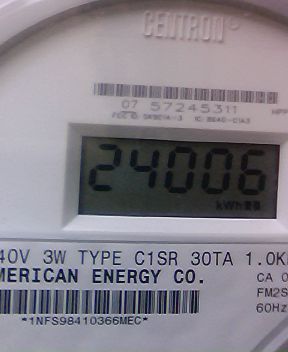 CENTRON®
07 57245311
24006
kWh
40V 3W TYPE C1SR 30TA 1.0K
MERICAN ENERGY CO.
CA 0
FM2S
60Hz
*1NFS98410366MEC*